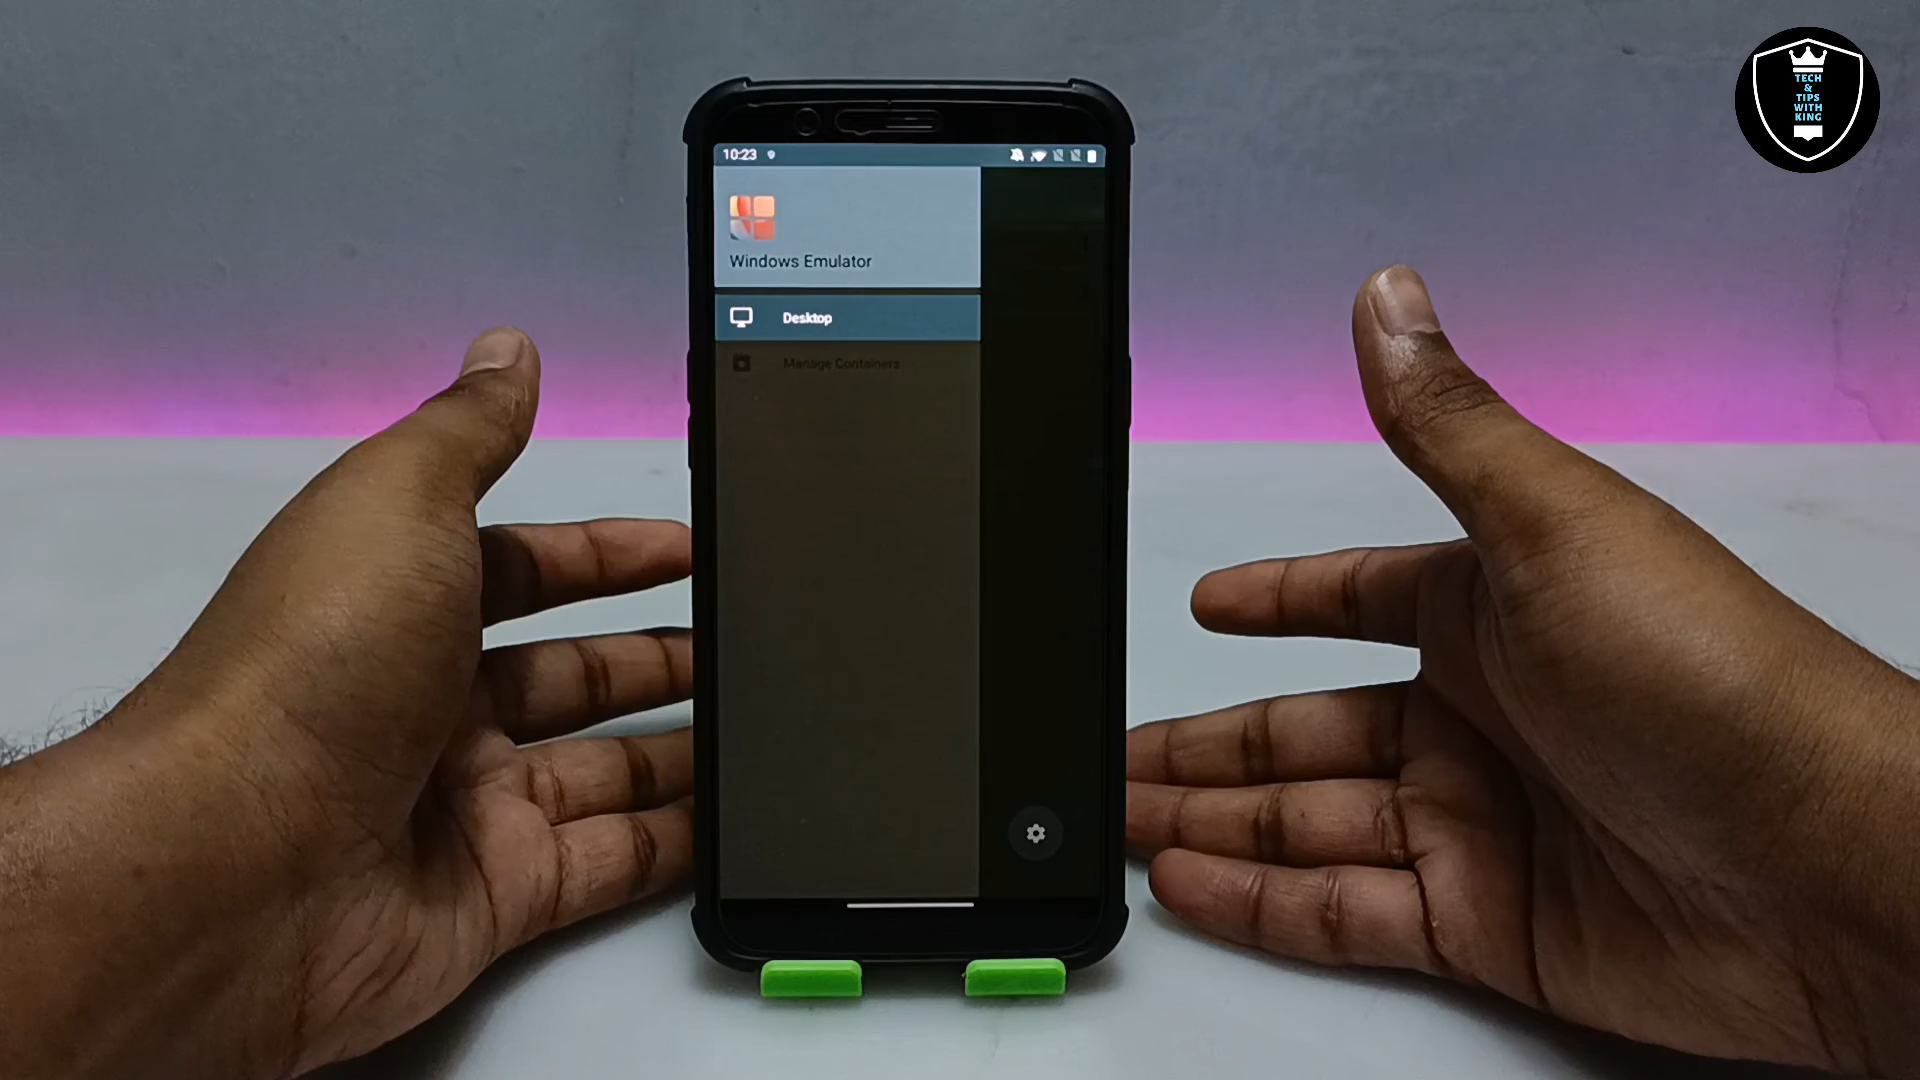 TECH
&
TIPS
WITH
KING
10:23
Windows Emulator
Desktop
Manage Containers